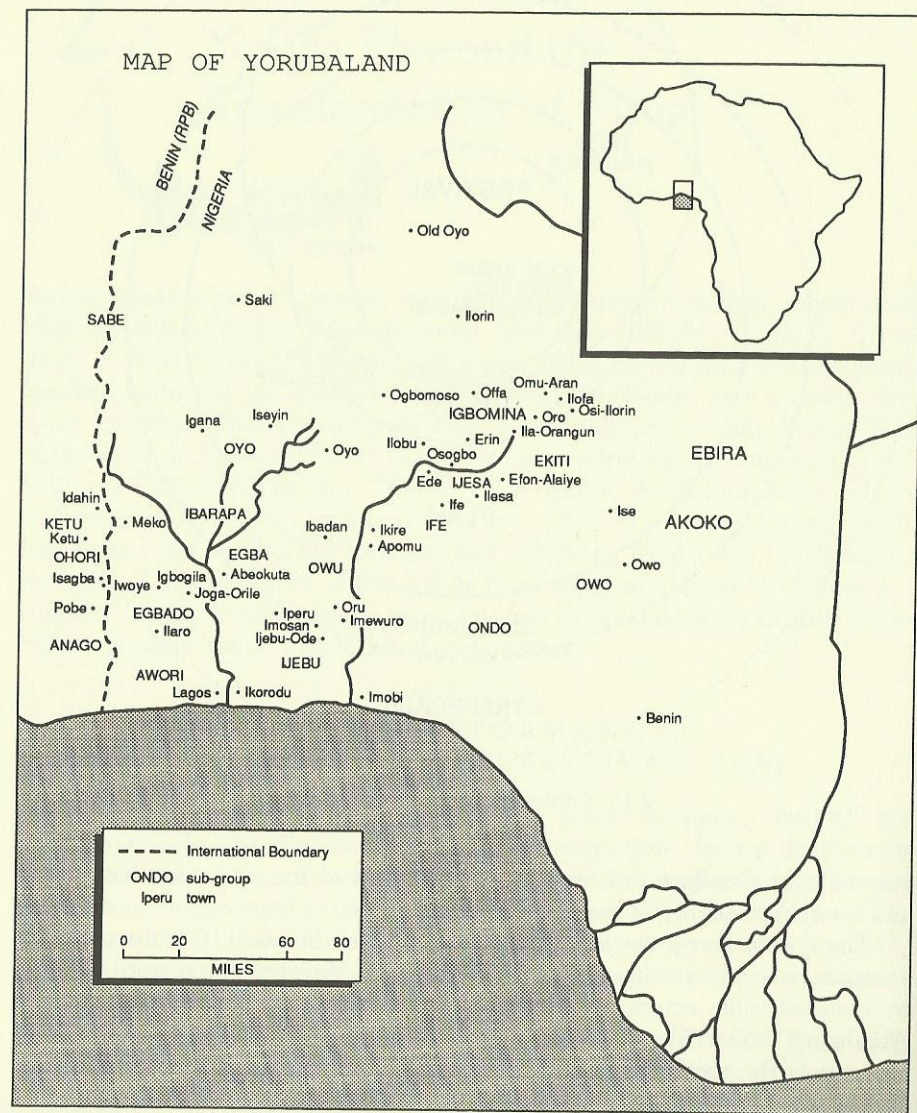 MAP OF YORUBALAND
BENIN (RPB)
NIGERIA
Old Oyo
Saki
SABE
Ilorin
Omu-Aran
Ogbomoso
Offa
Ilofa
IGBOMINA
Oro
Osi-Ilorin
Igana
Iseyin
Ila-Orangun
OYO
Oyo
Ilobu
Erin
Osogbo
EKITI
EBIRA
Ede
IJESA
Efon-Alaiye
Idahin
Ilesa
Ife
IBARAPA
Ise
KETU
Meko
Ibadan
Ikire
IFE
AKOKO
Ketu
Apomu
OHORI
EGBA
OWU
Owo
Isagba
Iwoye
Igbogila
Abeokuta
OWO
Joga-Orile
Pobe
EGBADO
Iperu
Oru
Imosan
Imewuro
Ilaro
Ijebu-Ode
ONDO
ANAGO
IJEBU
AWORI
Lagos
Ikorodu
Imobi
Benin
International Boundary
ONDO sub-group
Iperu town
0 20 40 60 80
MILES